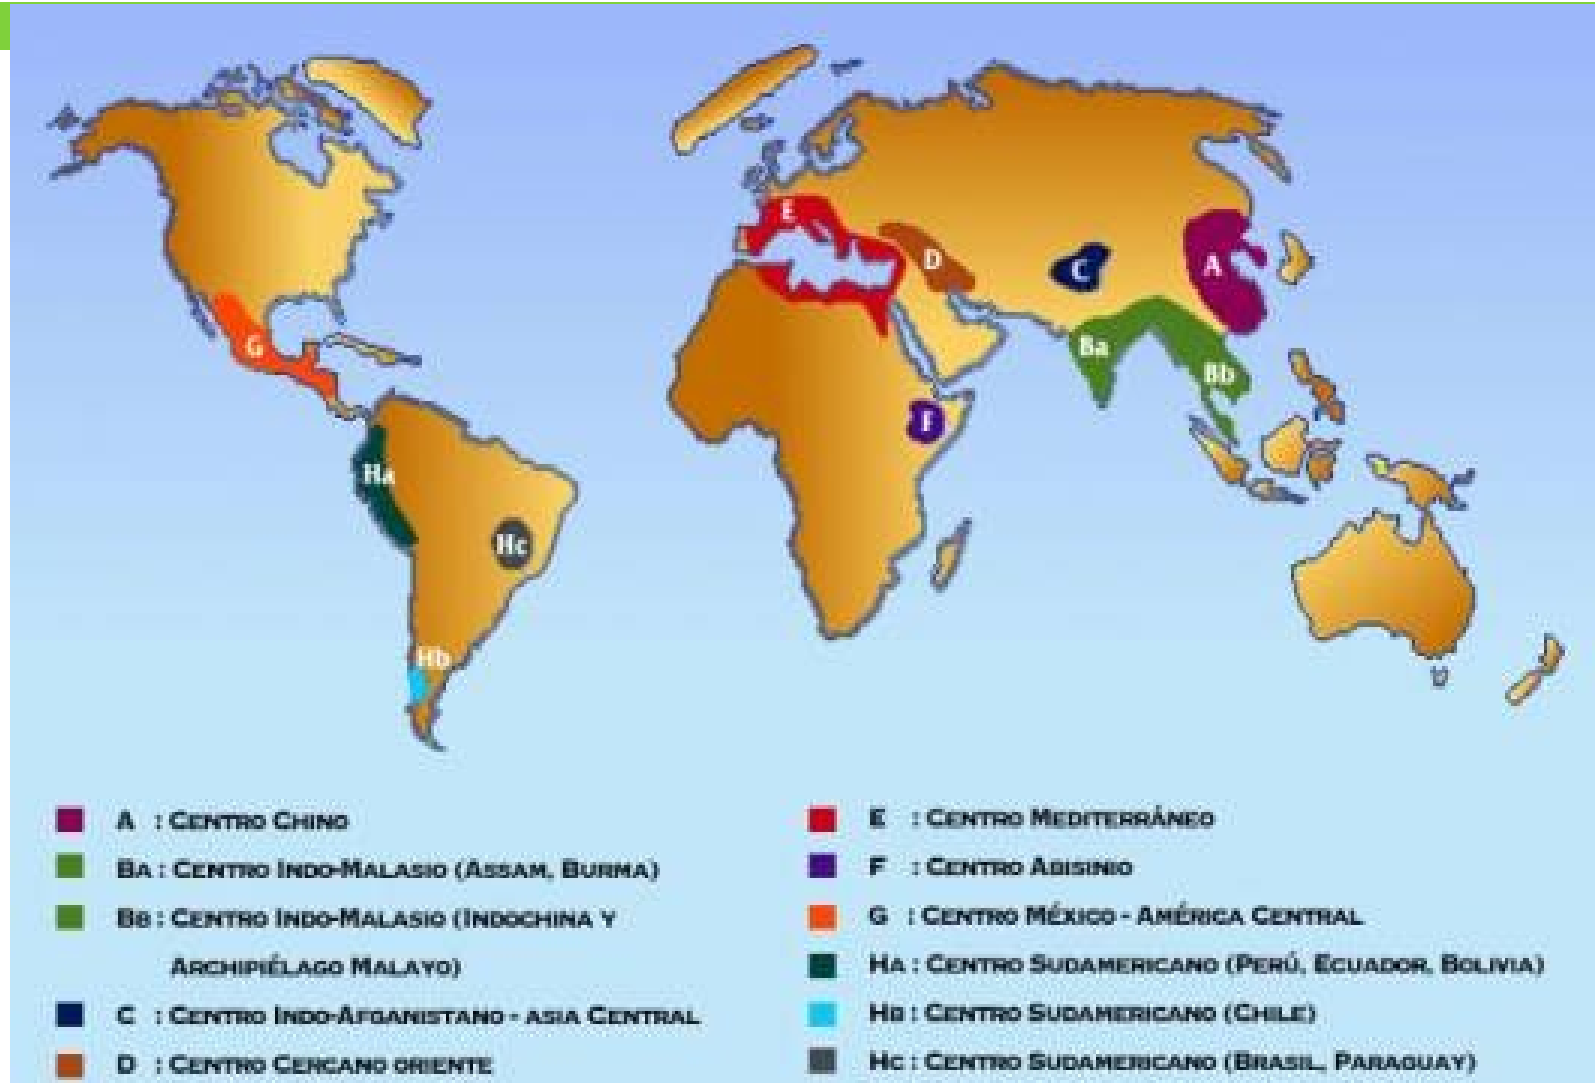 E
D
C
A
G
Ba
Bb
F
Ha
Hc
Hb
A : CENTRO CHINO
BA : CENTRO INDO-MALASIO (ASSAM, BURMA)
BB : CENTRO INDO-MALASIO (INDOCHINA Y
ARCHIPIÉLAGO MALAYO)
C : CENTRO INDO-AFGANISTANO - ASIA CENTRAL
D : CENTRO CERCANO ORIENTE
E : CENTRO MEDITERRÁNEO
F : CENTRO ABISINIO
G : CENTRO MÉXICO - AMÉRICA CENTRAL
HA : CENTRO SUDAMERICANO (PERÚ, ECUADOR, BOLIVIA)
HB : CENTRO SUDAMERICANO (CHILE)
HC : CENTRO SUDAMERICANO (BRASIL, PARAGUAY)